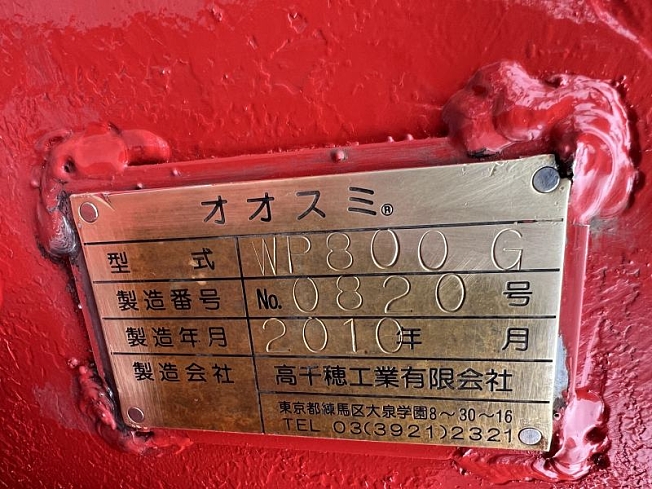 オオスミ®
型 式 WP800 G
製造番号 No. 0820 号
製造年月 2010年 月
製造会社 高千穂工業有限会社
東京都練馬区大泉学園8〜30〜16
TEL 03(3921)2321